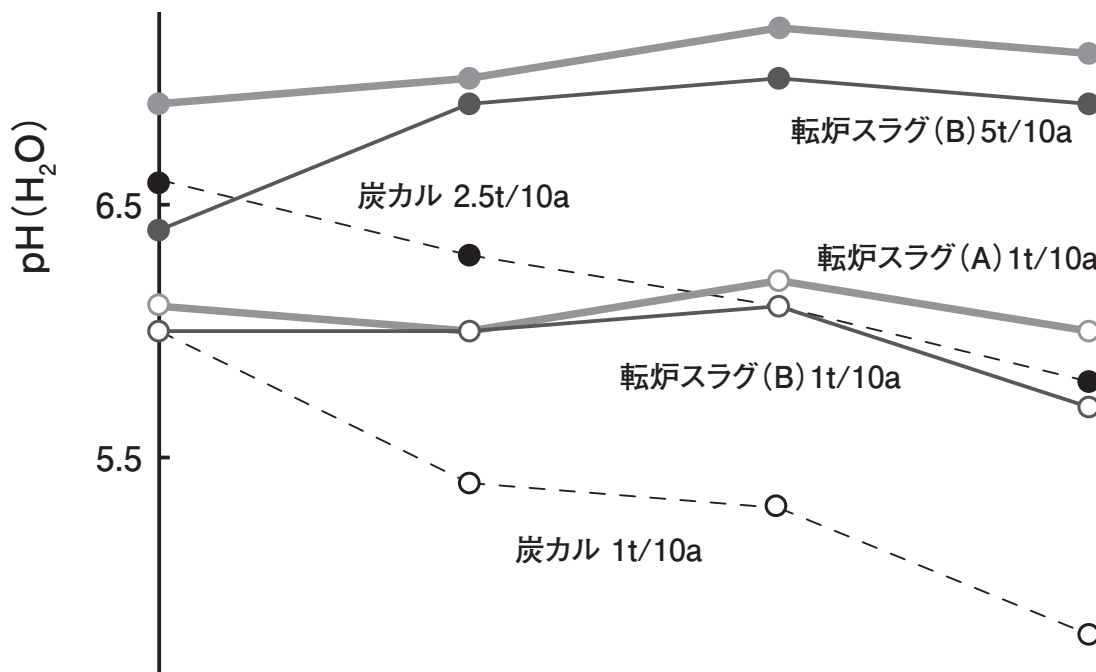 pH(H₂O)
転炉スラグ(B)5t/10a
炭カル 2.5t/10a
6.5
転炉スラグ(A)1t/10a
転炉スラグ(B)1t/10a
5.5
炭カル 1t/10a